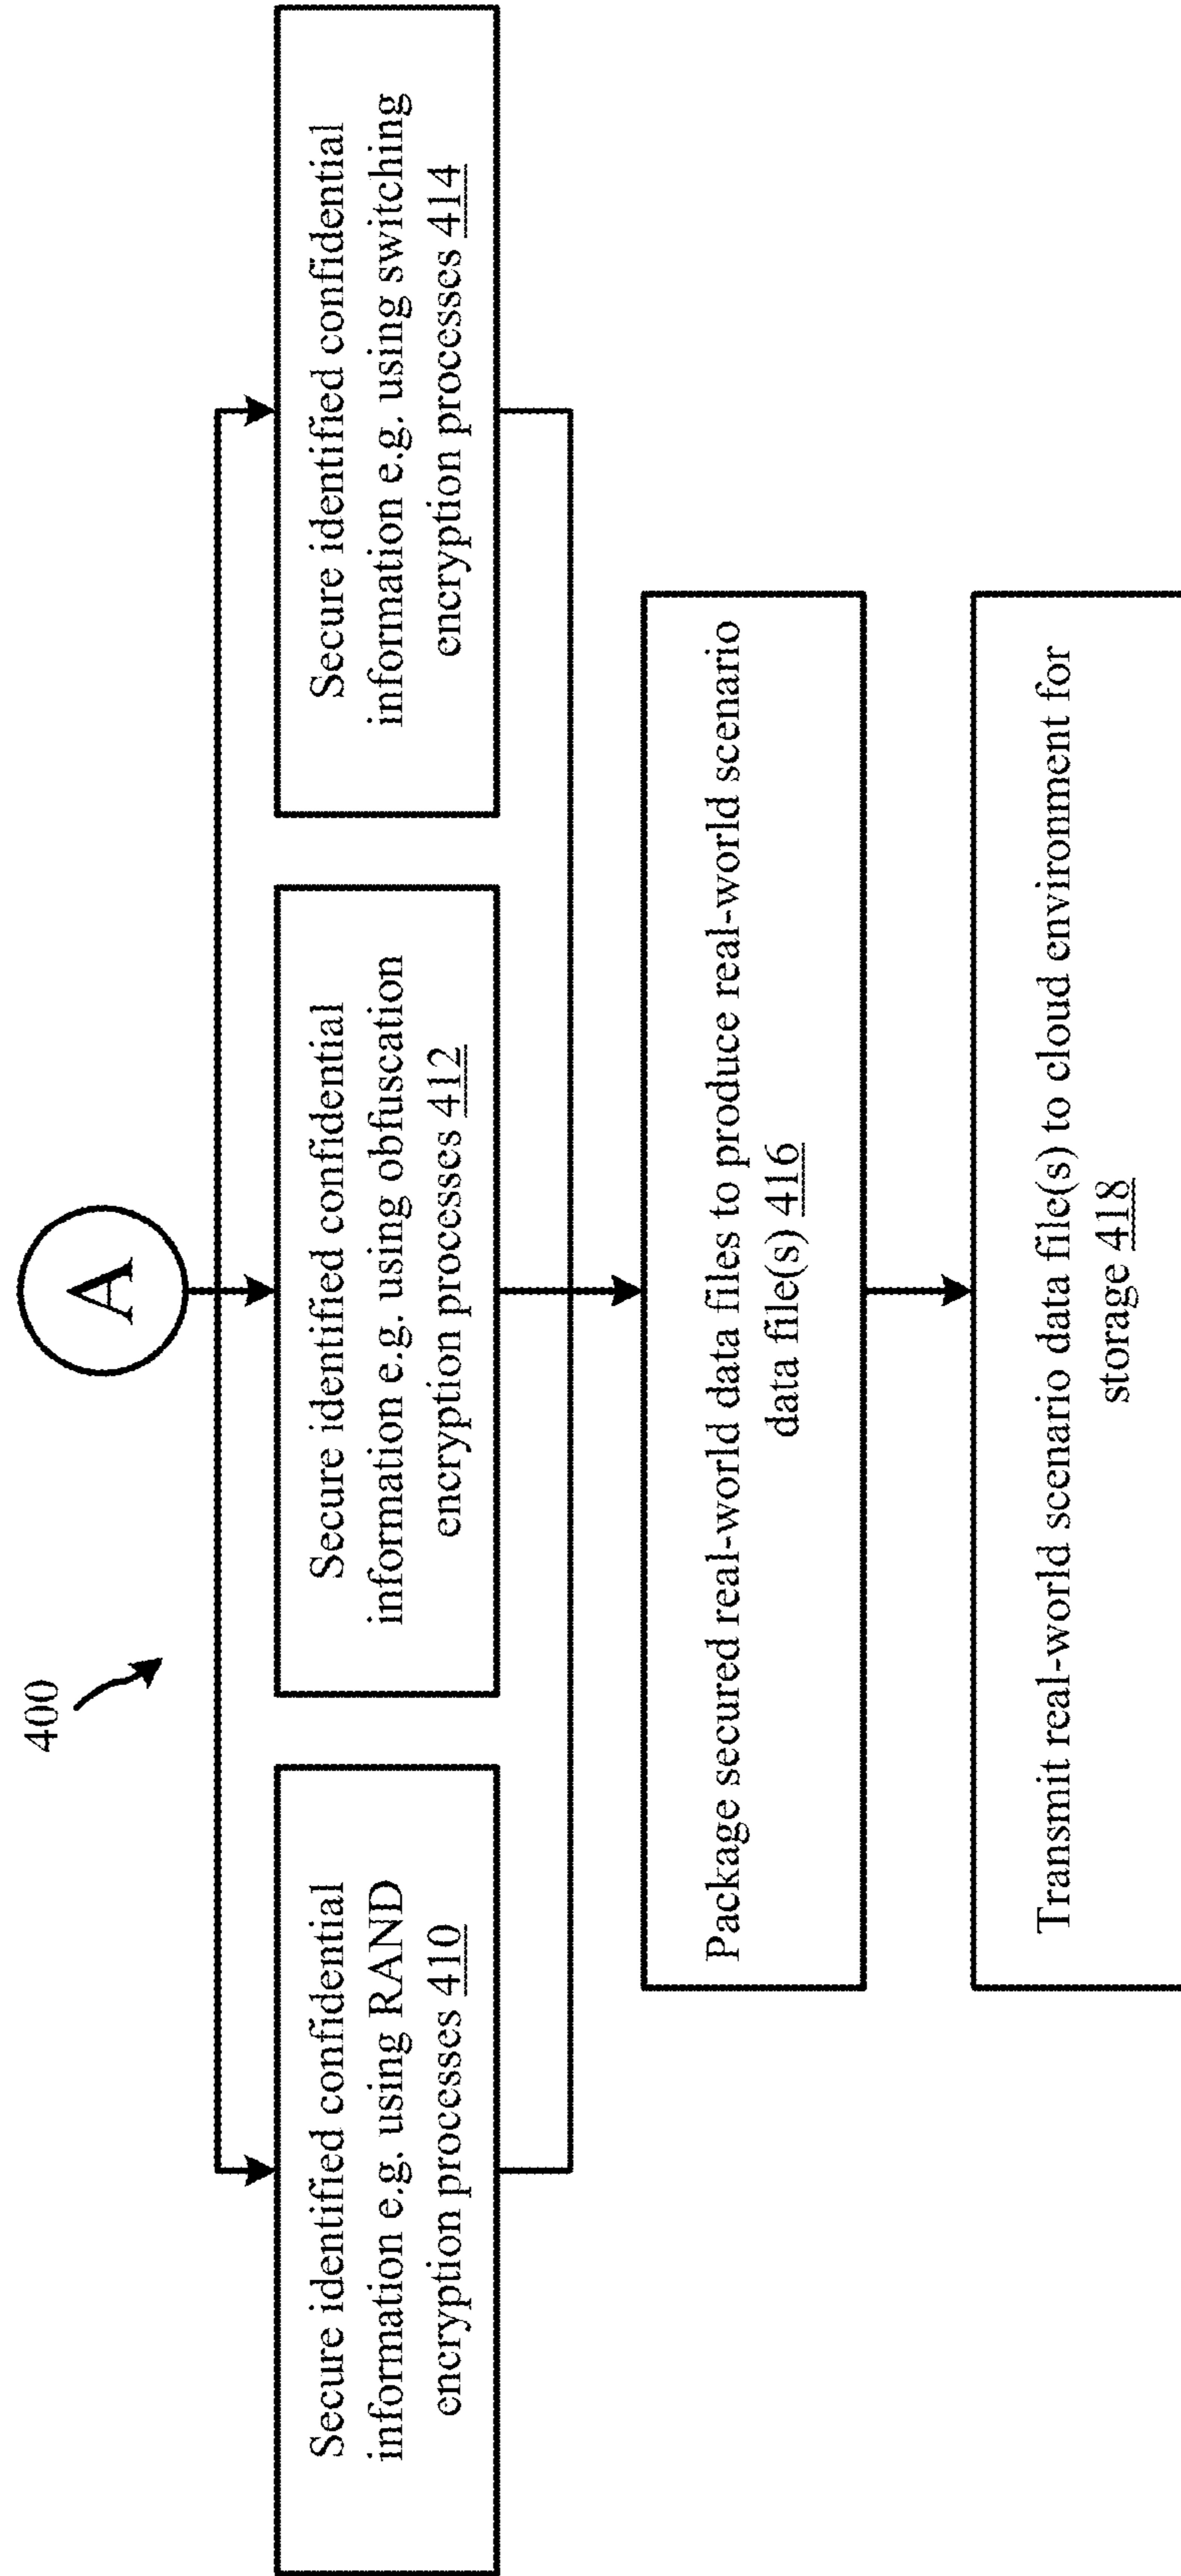 400
A
Secure identified confidential
information e.g. using RAND
encryption processes 410
Secure identified confidential
information e.g. using obfuscation
encryption processes 412
Secure identified confidential
information e.g. using switching
encryption processes 414
Package secured real-world data files to produce real-world scenario
data file(s) 416
Transmit real-world scenario data file(s) to cloud environment for
storage 418